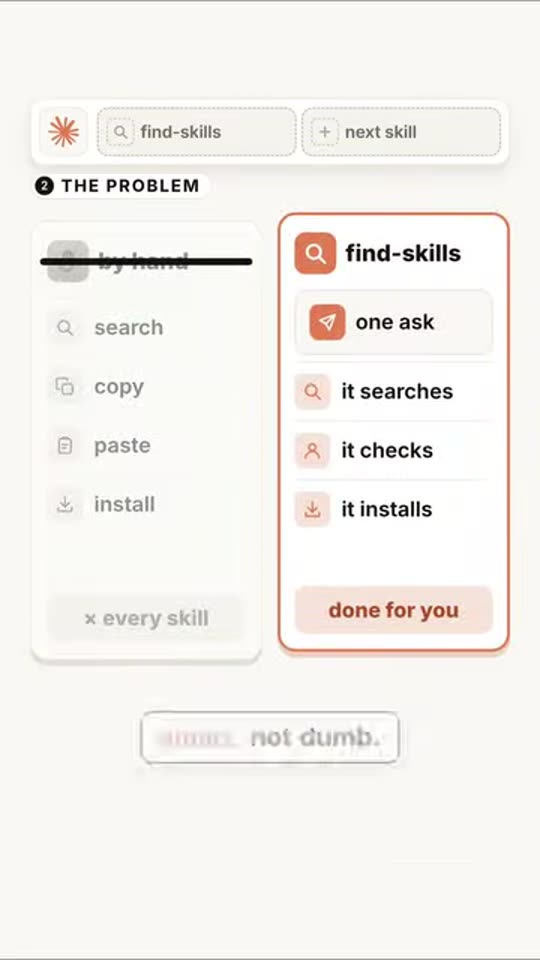 find-skills
next skill
2 THE PROBLEM
by hand
search
copy
paste
install
× every skill
find-skills
one ask
it searches
it checks
it installs
done for you
not dumb.